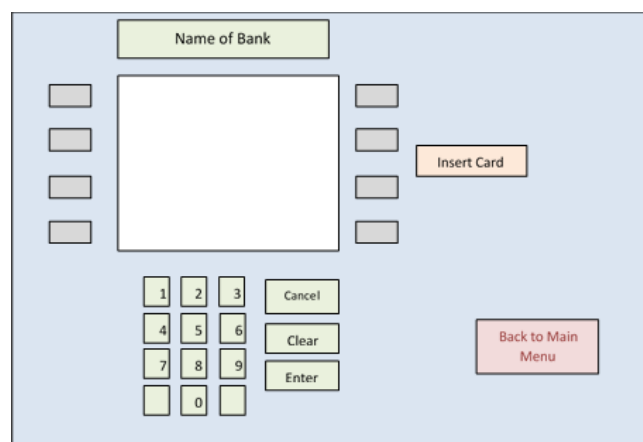 Name of Bank
Insert Card
1 2 3 Cancel
4 5 6 Clear
7 8 9 Enter
0
Back to Main
Menu